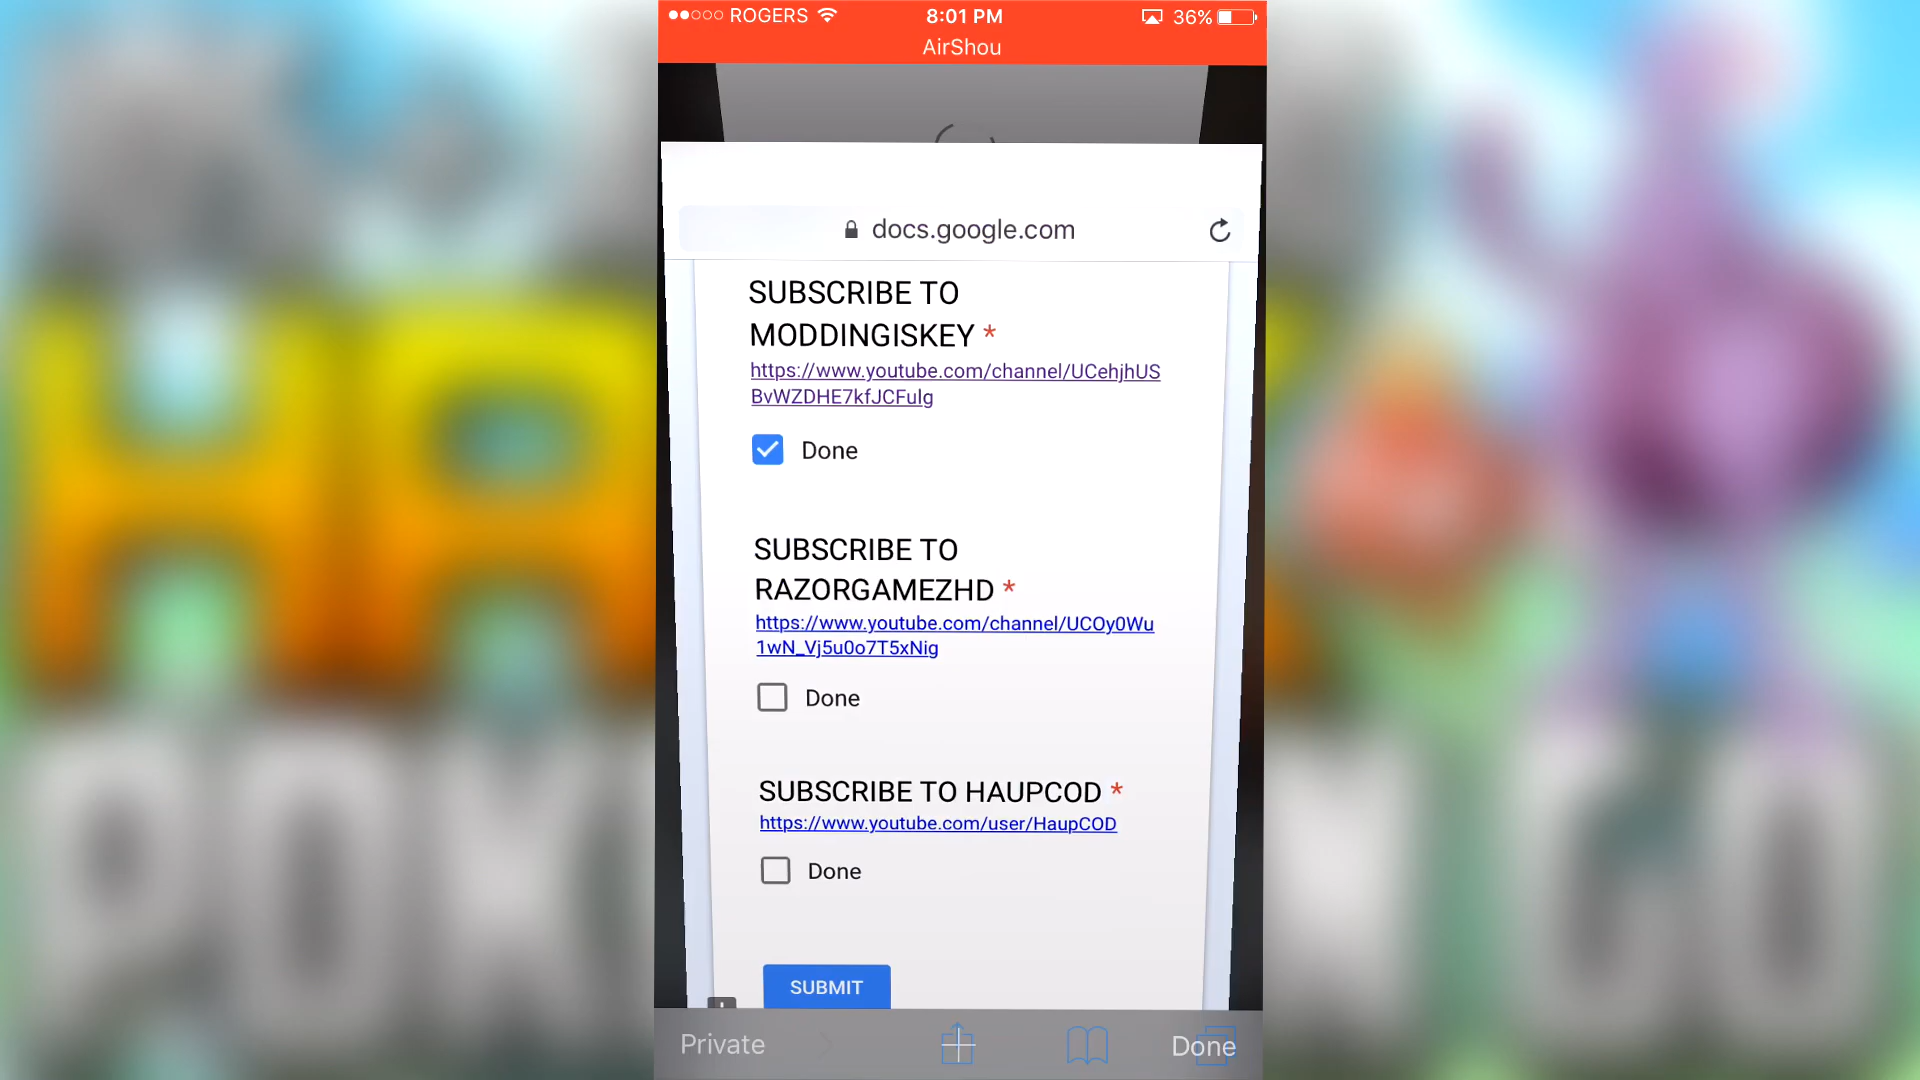 ROGERS 8:01 PM 36%
AirShou
docs.google.com
SUBSCRIBE TO
MODDINGISKEY *
https://www.youtube.com/channel/UCehjhUS
BvWZDHE7kfJCFulg
Done
SUBSCRIBE TO
RAZORGAMEZHD *
https://www.youtube.com/channel/UCOy0Wu
1wN_Vj5u0o7T5xNig
Done
SUBSCRIBE TO HAUPCOD *
https://www.youtube.com/user/HaupCOD
Done
SUBMIT
Private Done